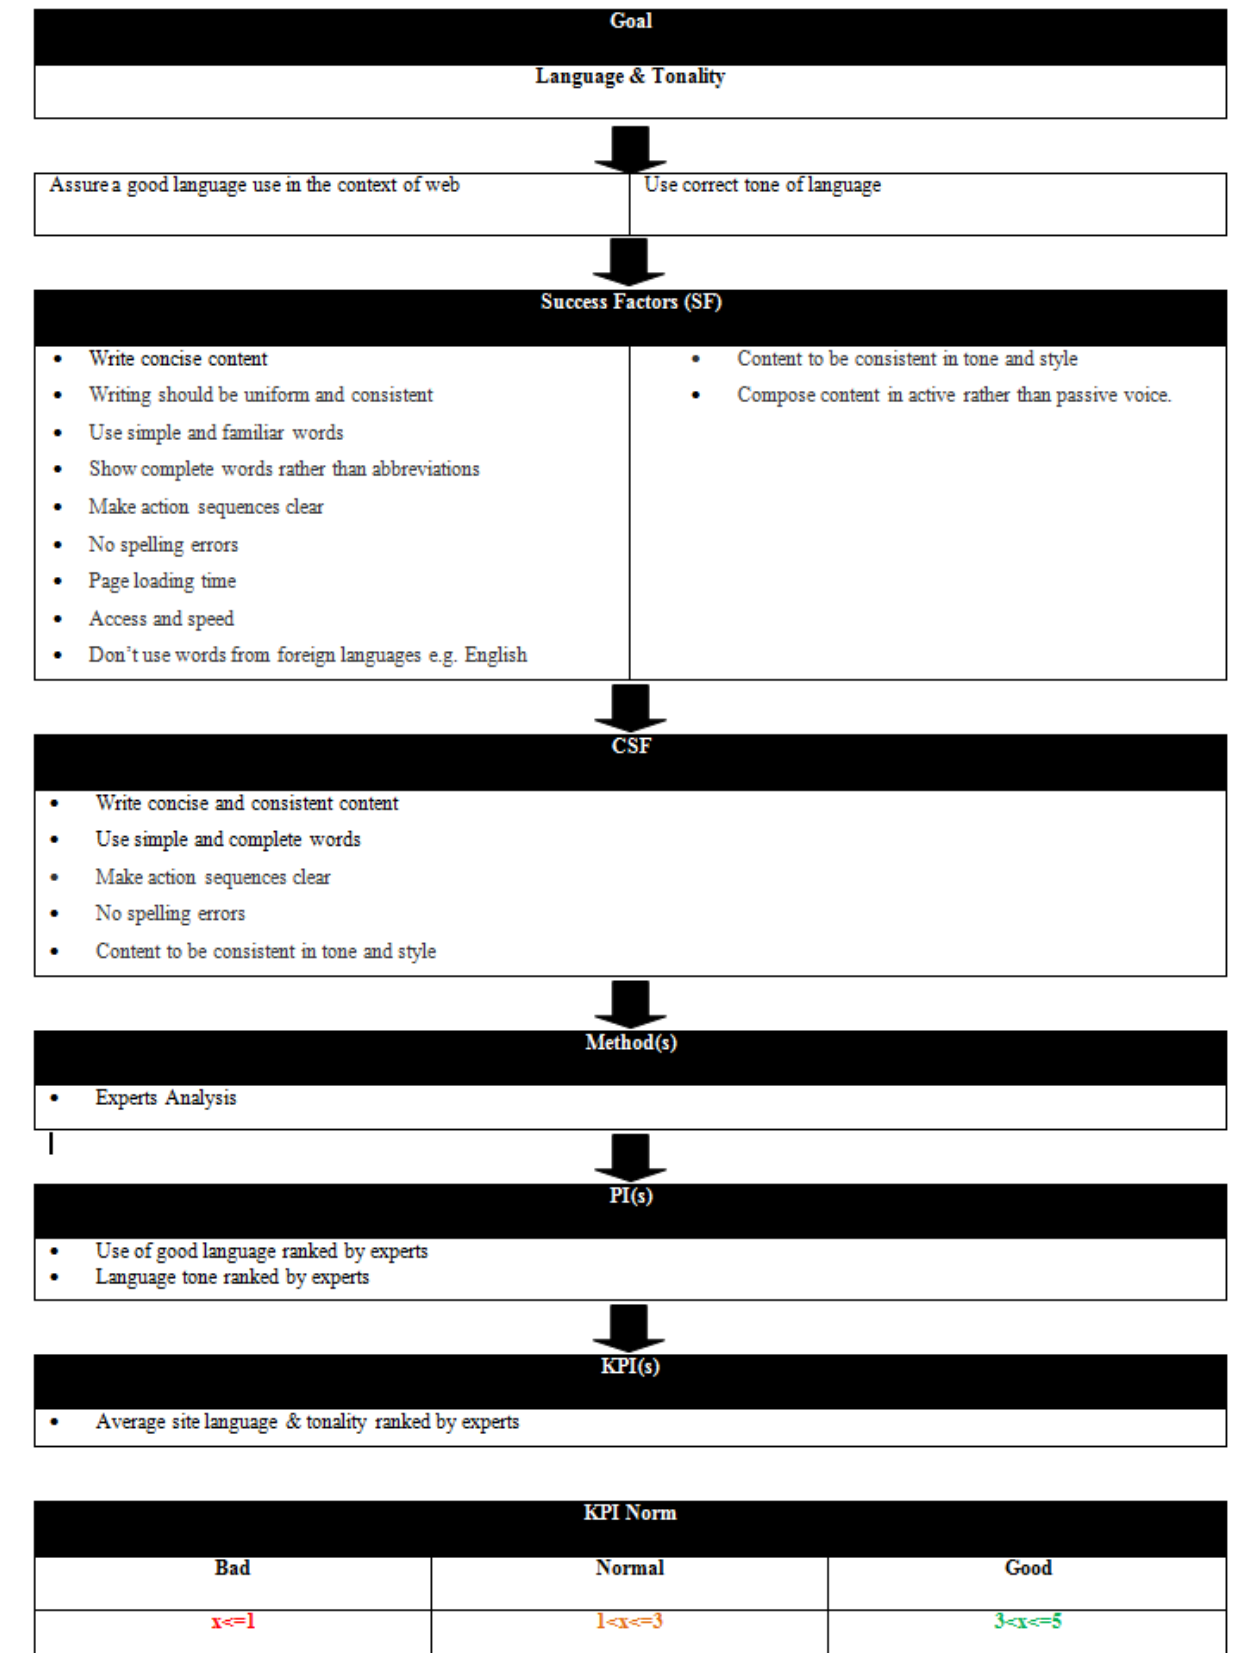 Goal
Language & Tonality
Assure a good language use in the context of web
Use correct tone of language
Success Factors (SF)
• Write concise content
• Writing should be uniform and consistent
• Use simple and familiar words
• Show complete words rather than abbreviations
• Make action sequences clear
• No spelling errors
• Page loading time
• Access and speed
• Don't use words from foreign languages e.g. English
• Content to be consistent in tone and style
• Compose content in active rather than passive voice.
CSF
• Write concise and consistent content
• Use simple and complete words
• Make action sequences clear
• No spelling errors
• Content to be consistent in tone and style
Method(s)
• Experts Analysis
PI(s)
• Use of good language ranked by experts
• Language tone ranked by experts
KPI(s)
• Average site language & tonality ranked by experts
KPI Norm
Bad Normal Good
x<=1 1<x<=3 3<x<=5